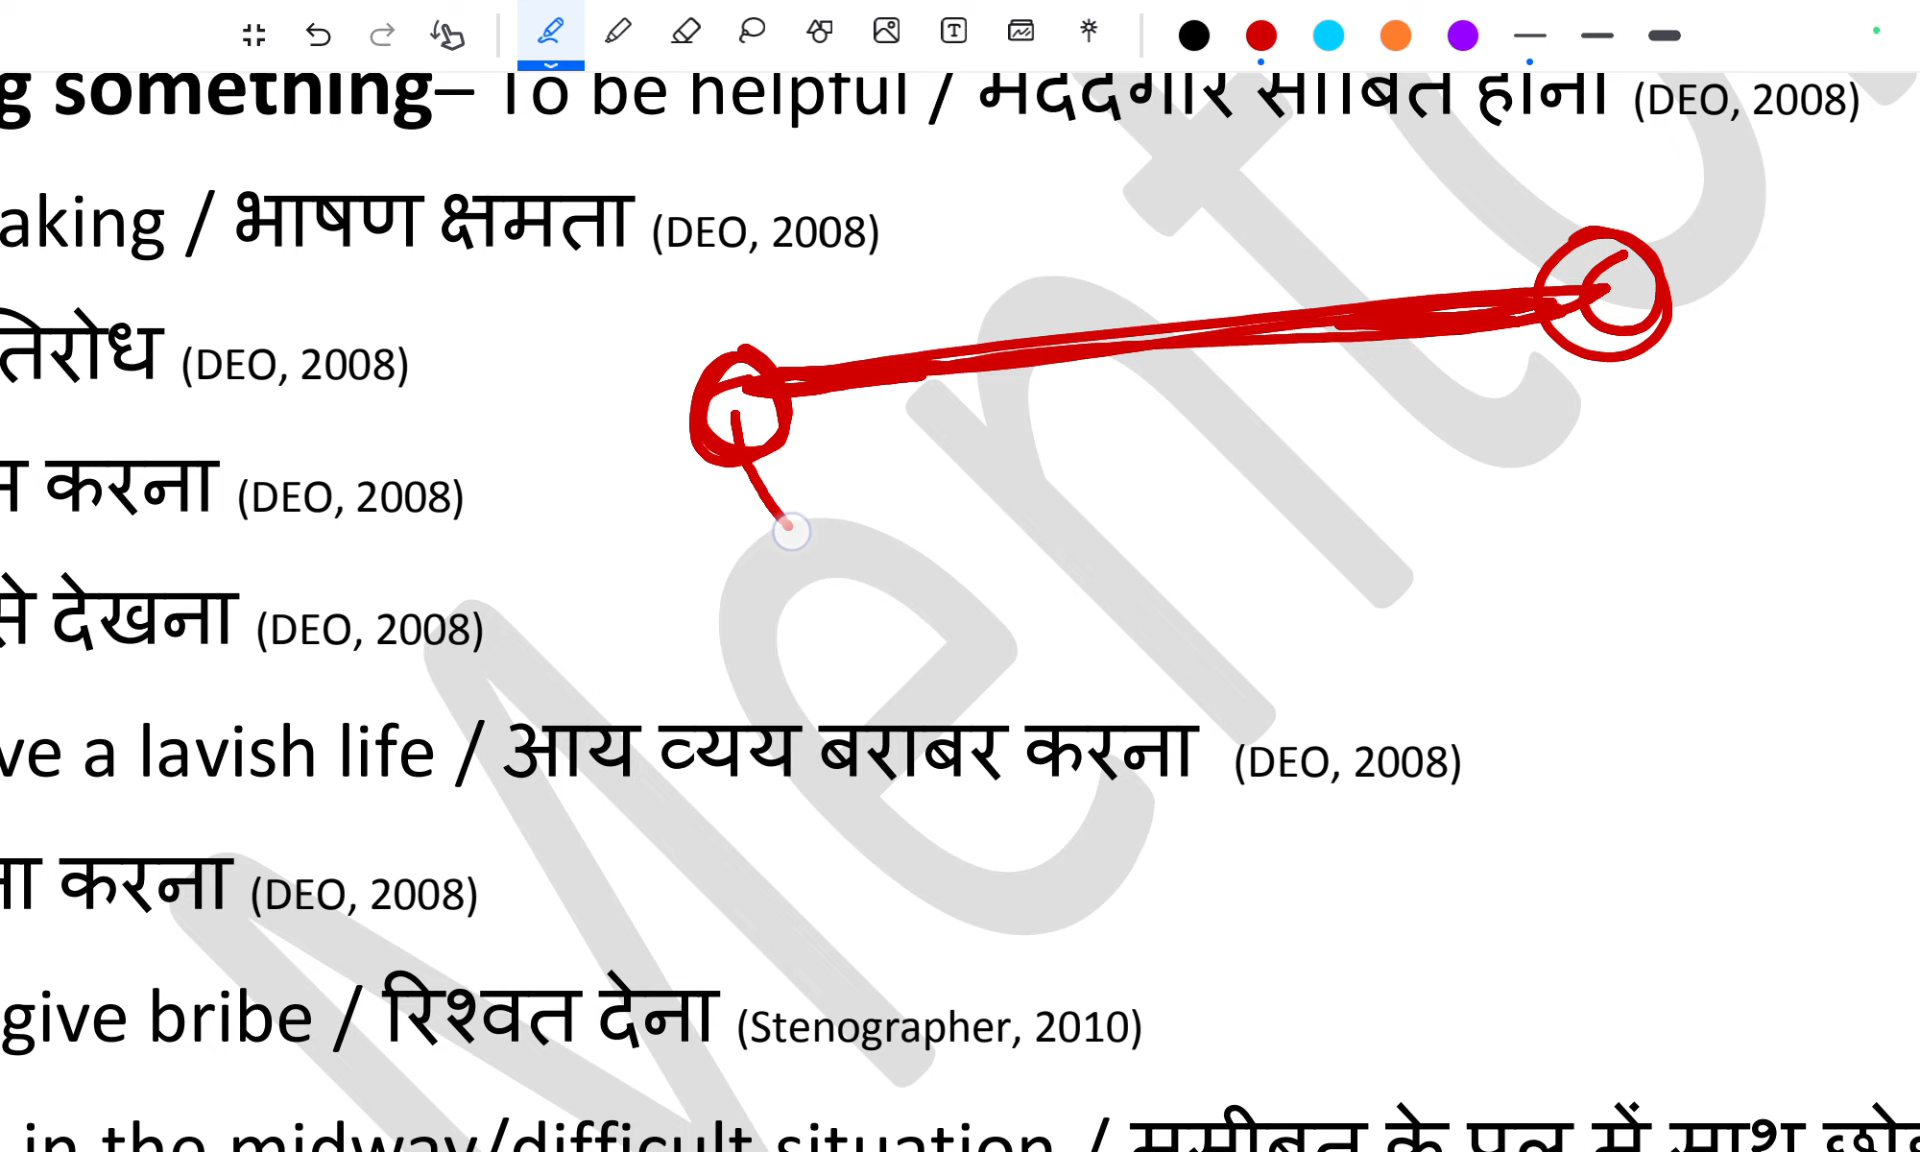 g something– To be helpful / मददगार साबित होना (DEO, 2008)
aking / भाषण क्षमता (DEO, 2008)
तिरोध (DEO, 2008)
करना (DEO, 2008)
से देखना (DEO, 2008)
ve a lavish life / आय व्यय बराबर करना (DEO, 2008)
ना करना (DEO, 2008)
give bribe / रिश्वत देना (Stenographer, 2010)
in the midway/difficult situation / मुसीबत के पल में साथ